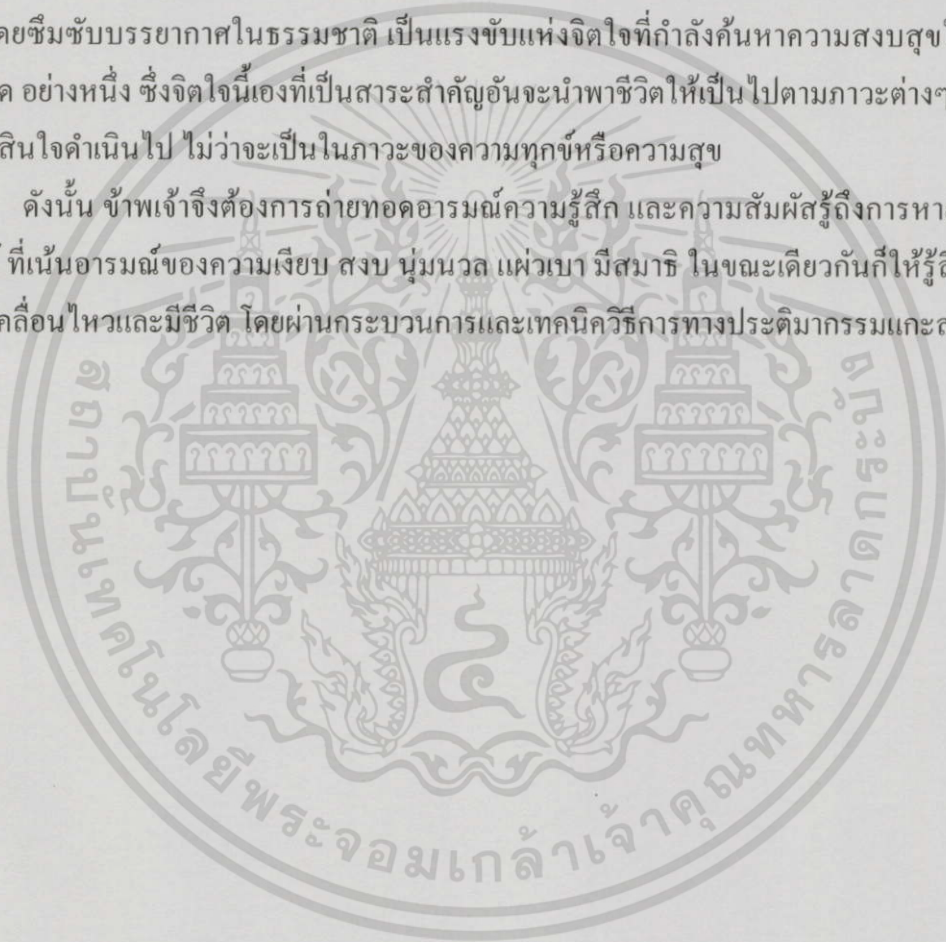 ดยซึมซับบรรยากาศในธรรมชาติ เป็นแรงขับแห่งจิตใจที่กำลังค้นหาความสงบสุข
ค อย่างหนึ่ง ซึ่งจิตใจนี้เองที่เป็นสาระสำคัญอันจะนำพาชีวิตให้เป็นไปตามภาวะต่างๆ
สินใจดำเนินไป ไม่ว่าจะเป็นในภาวะของความทุกข์หรือความสุข
ดังนั้น ข้าพเจ้าจึงต้องการถ่ายทอดอารมณ์ความรู้สึก และความสัมผัสรู้ถึงการหา
ที่เน้นอารมณ์ของความเงียบ สงบ นุ่มนวล แผ่วเบา มีสมาธิ ในขณะเดียวกันก็ให้รู้สึ
คลื่อนไหวและมีชีวิต โดยผ่านกระบวนการและเทคนิควิธีการทางประติมากรรมแกะส
สถาบันเทคโนโลยีพระจอมเกล้าเจ้าคุณทหารลาดกระบัง
๔